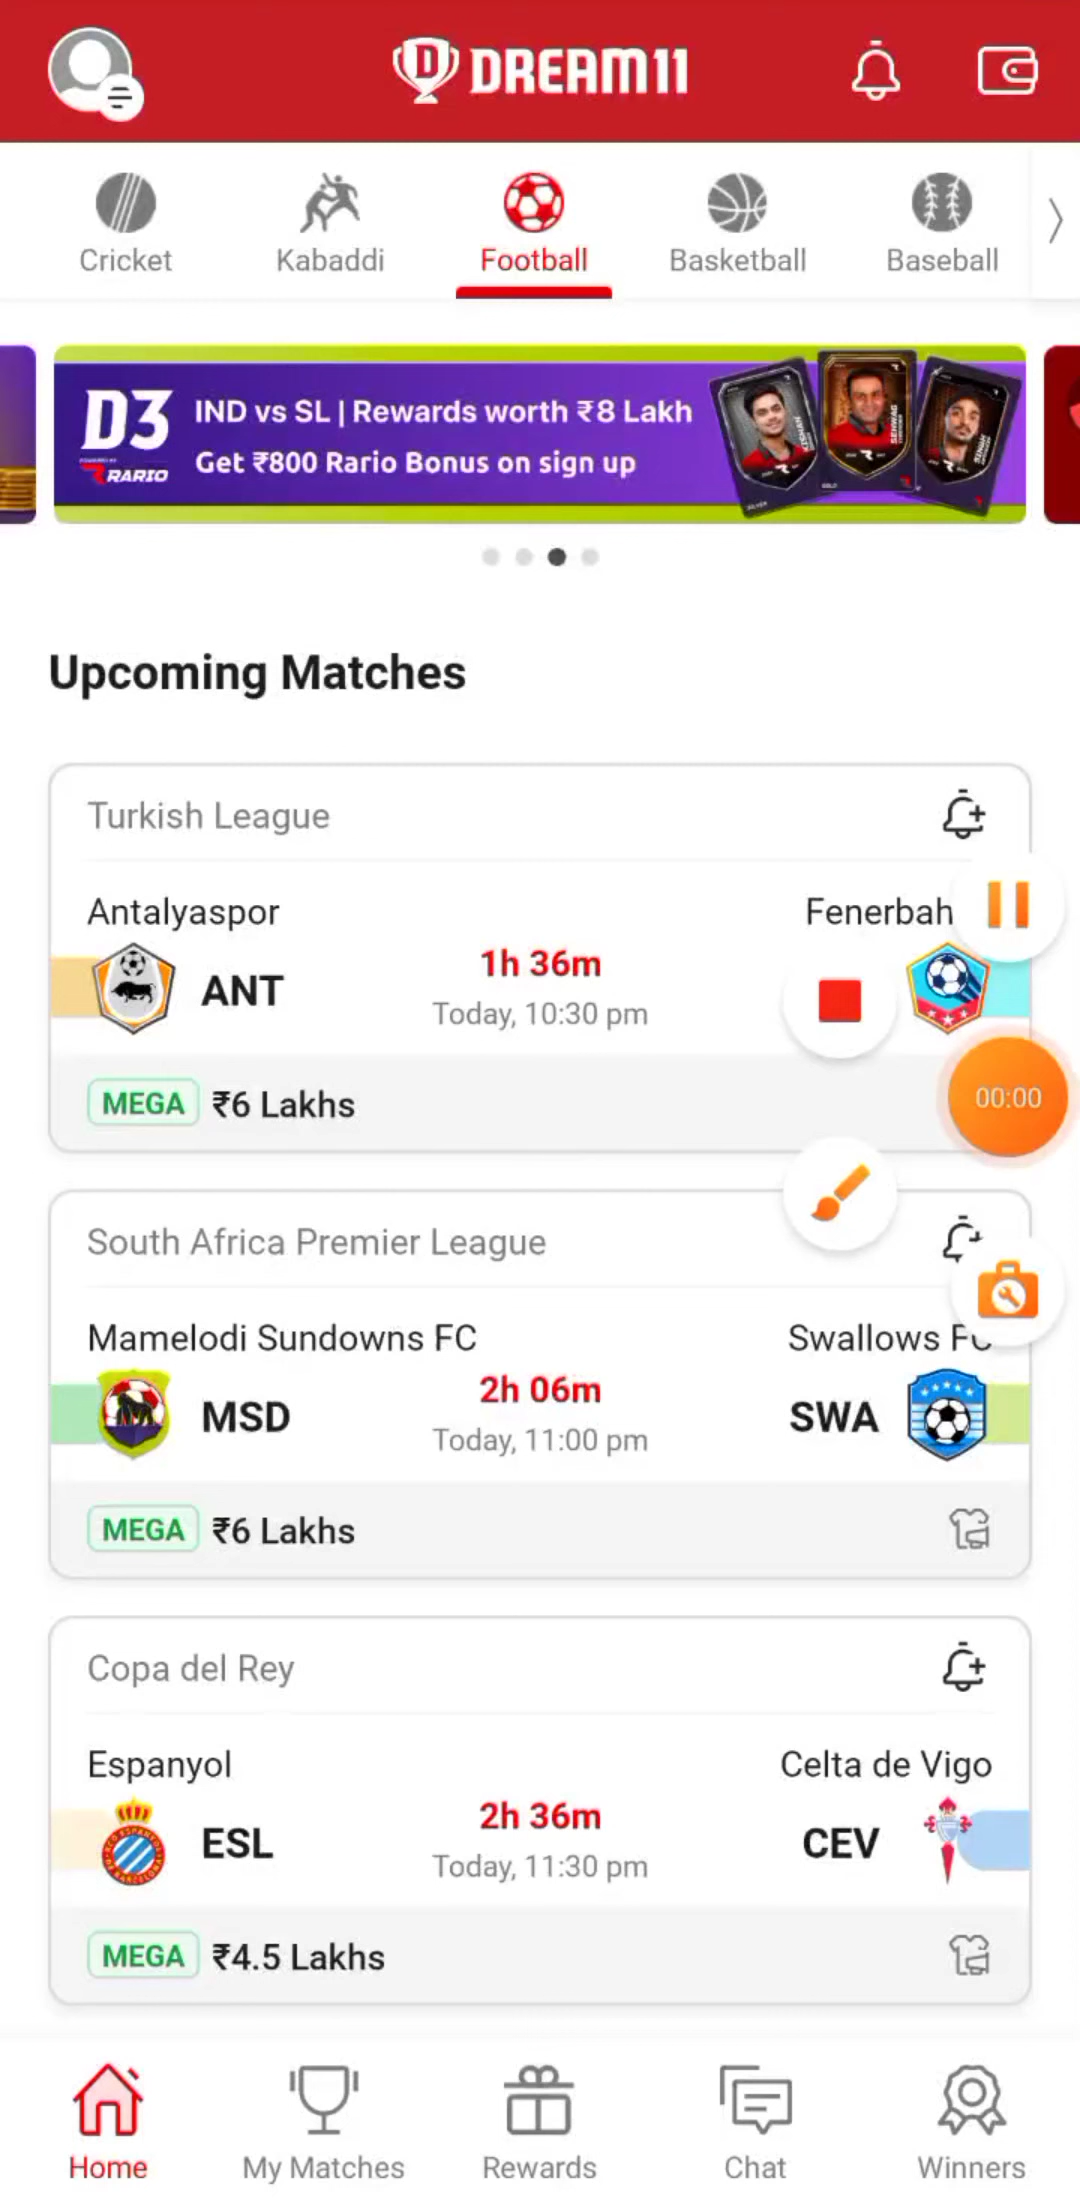 DREAM11
Cricket
Kabaddi
Football
Basketball
Baseball
D3
RARIO
IND vs SL | Rewards worth ₹8 Lakh
Get ₹800 Rario Bonus on sign up
Upcoming Matches
Turkish League
Antalyaspor
Fenerbah
ANT
1h 36m
Today, 10:30 pm
MEGA ₹6 Lakhs
00:00
South Africa Premier League
Mamelodi Sundowns FC
Swallows FC
MSD
2h 06m
Today, 11:00 pm
SWA
MEGA ₹6 Lakhs
Copa del Rey
Espanyol
Celta de Vigo
ESL
2h 36m
Today, 11:30 pm
CEV
MEGA ₹4.5 Lakhs
Home
My Matches
Rewards
Chat
Winners